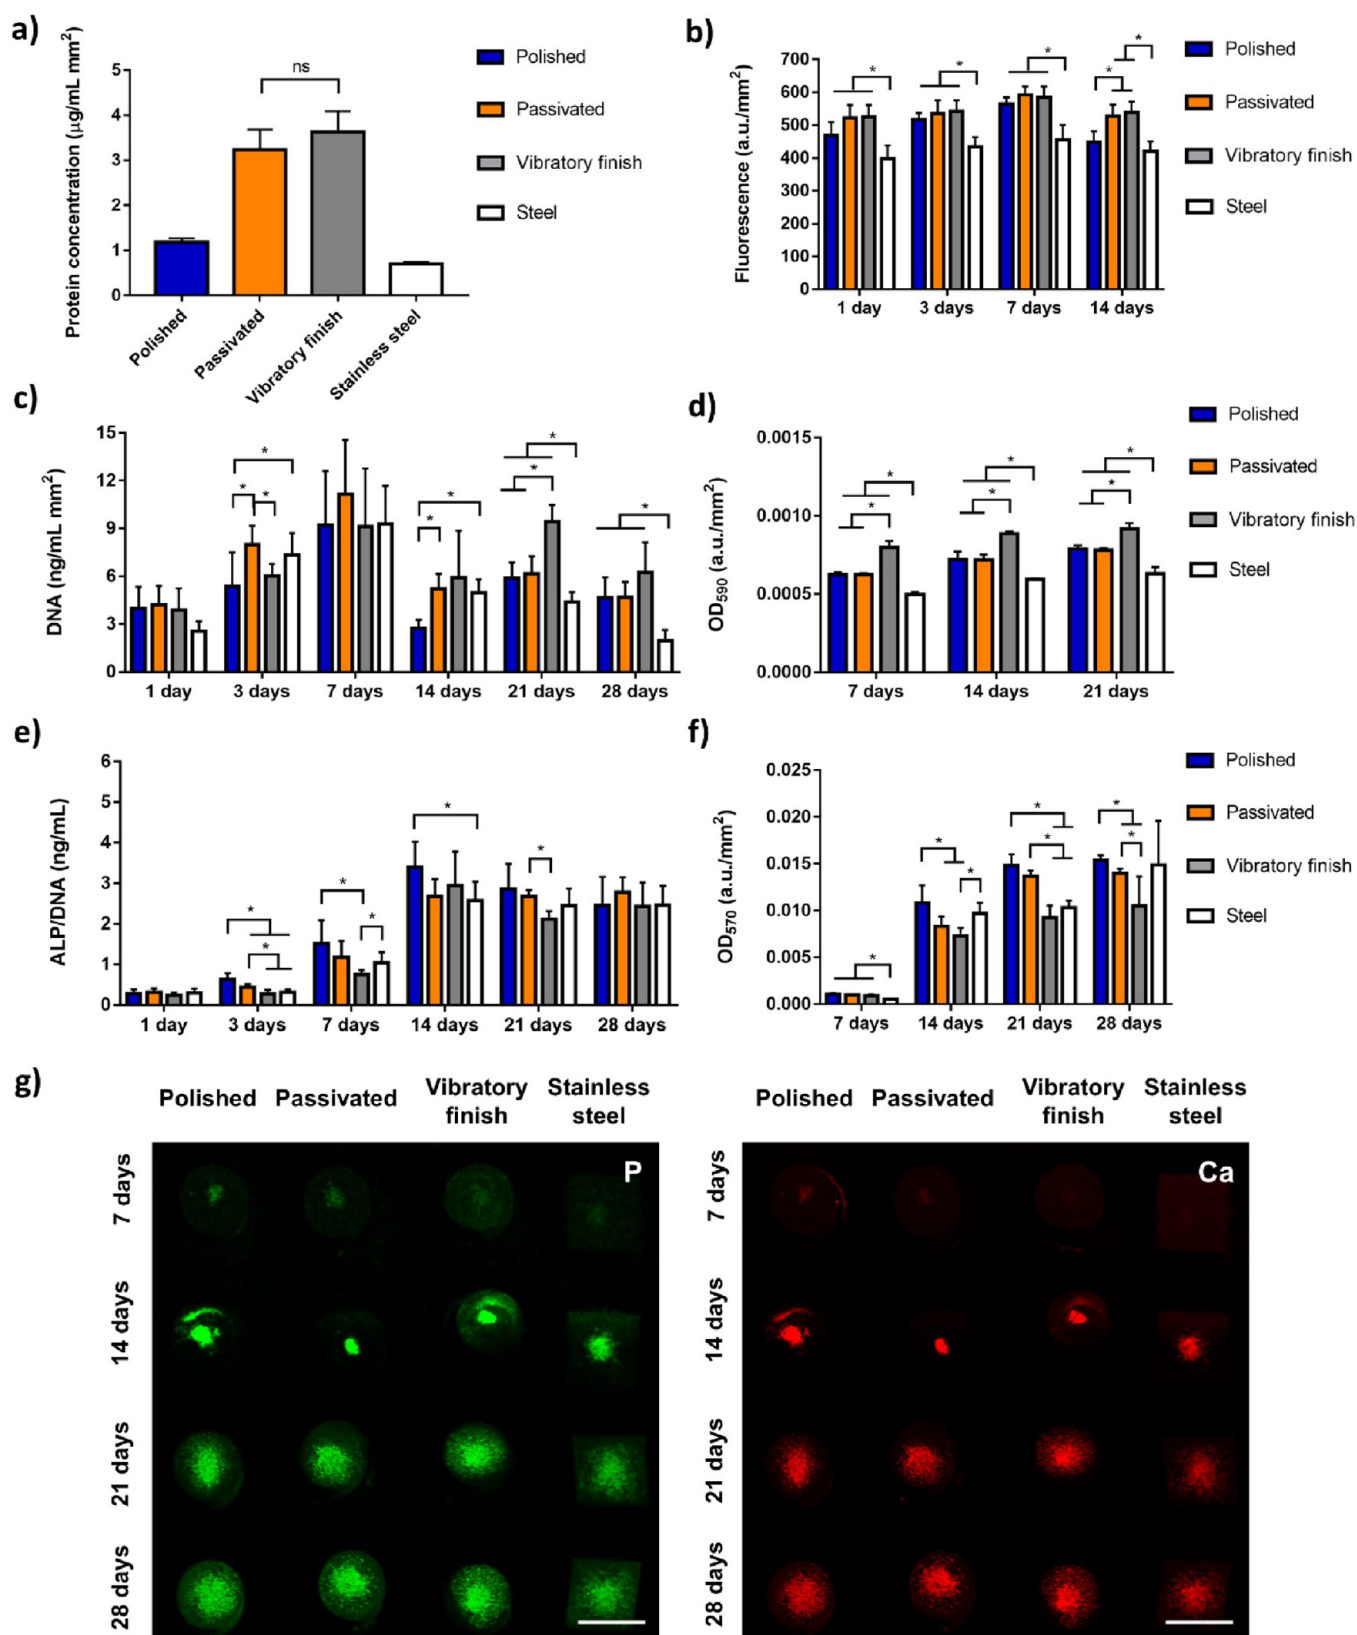 a)
Protein concentration (µg/mL mm²)
5
4
3
2
1
0
ns
Polished
Passivated
Vibratory finish
Stainless steel
Polished
Passivated
Vibratory finish
Steel
b)
Fluorescence (a.u./mm²)
700
600
500
400
300
200
100
0
* * * * *
1 day 3 days 7 days 14 days
Polished
Passivated
Vibratory finish
Steel
c)
DNA (ng/mL mm²)
15
12
9
6
3
0
* * * * * * * *
1 day 3 days 7 days 14 days 21 days 28 days
d)
OD590 (a.u./mm²)
0.0015
0.0010
0.0005
0.0000
* * * * * *
7 days 14 days 21 days
Polished
Passivated
Vibratory finish
Steel
e)
ALP/DNA (ng/mL)
6
5
4
3
2
1
0
* * * * * *
1 day 3 days 7 days 14 days 21 days 28 days
f)
OD570 (a.u./mm²)
0.025
0.020
0.015
0.010
0.005
0.000
* * * * * * *
7 days 14 days 21 days 28 days
Polished
Passivated
Vibratory finish
Steel
g)
Polished Passivated Vibratory finish Stainless steel
P
7 days
14 days
21 days
28 days
Polished Passivated Vibratory finish Stainless steel
Ca
7 days
14 days
21 days
28 days